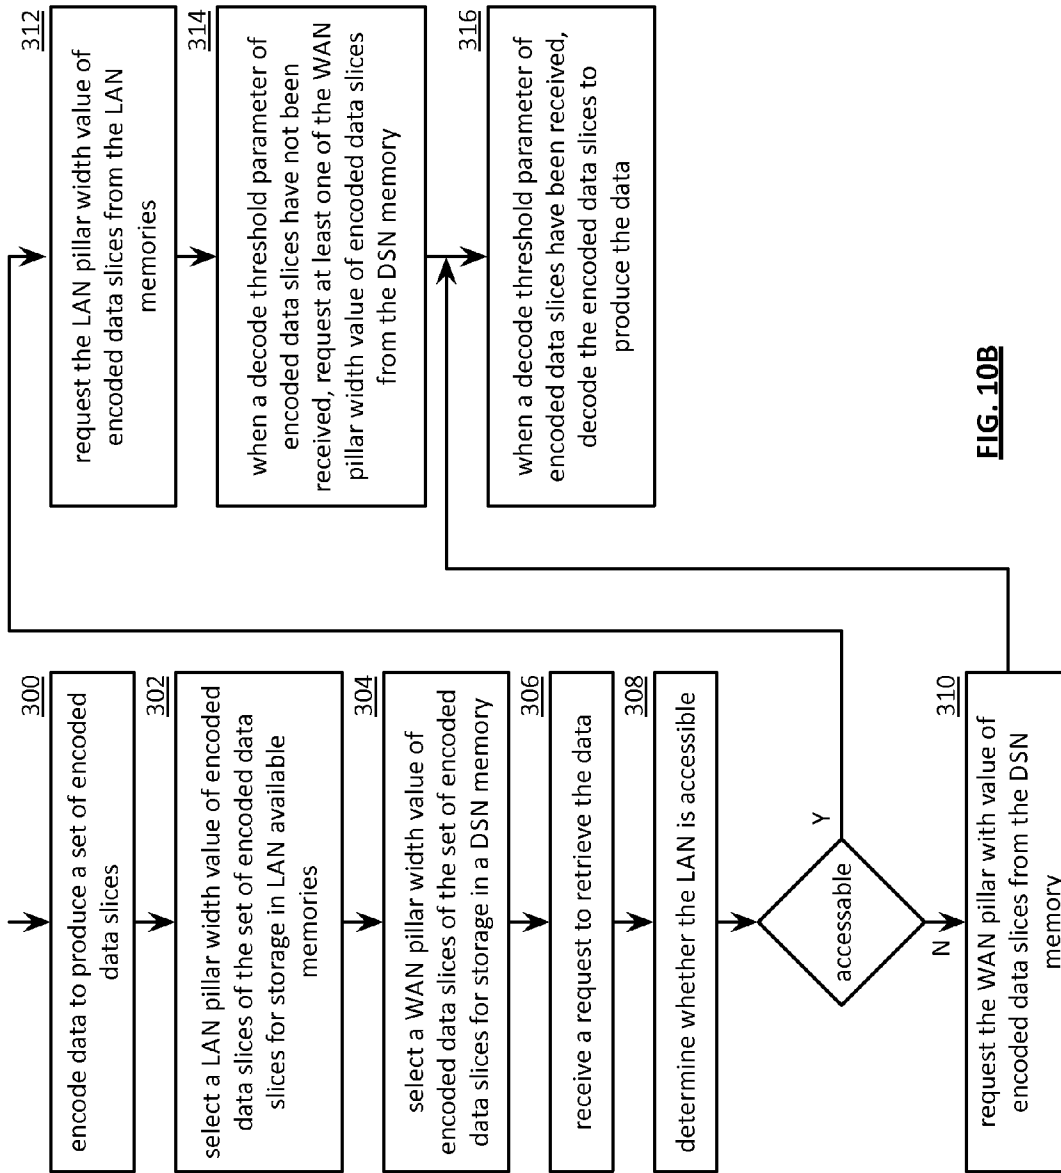 300
encode data to produce a set of encoded
data slices
302
select a LAN pillar width value of encoded
data slices of the set of encoded data
slices for storage in LAN available
memories
304
select a WAN pillar width value of
encoded data slices of the set of encoded
data slices for storage in a DSN memory
306
receive a request to retrieve the data
308
determine whether the LAN is accessible
accessable
Y
N
310
request the WAN pillar with value of
encoded data slices from the DSN
memory
312
request the LAN pillar width value of
encoded data slices from the LAN
memories
314
when a decode threshold parameter of
encoded data slices have not been
received, request at least one of the WAN
pillar width value of encoded data slices
from the DSN memory
316
when a decode threshold parameter of
encoded data slices have been received,
decode the encoded data slices to
produce the data
FIG. 10B